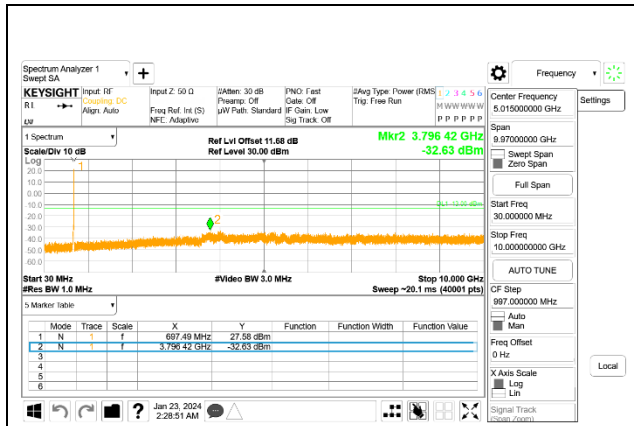 Spectrum Analyzer 1
Swept SA
+
Frequency
KEYSIGHT
Input: RF
Coupling: DC
Align: Auto
Input Z: 50 Ω
Freq Ref: Int (S)
NFE: Adaptive
#Atten: 30 dB
Preamp: Off
µW Path: Standard
PNO: Fast
Gate: Off
IF Gain: Low
Sig Track: Off
#Avg Type: Power (RMS
Trig: Free Run
1 2 3 4 5 6
M W W W W W
P P P P P P
Center Frequency
5.015000000 GHz
Settings
1 Spectrum
Scale/Div 10 dB
Ref Lvl Offset 11.68 dB
Ref Level 30.00 dBm
Mkr2 3.796 42 GHz
-32.63 dBm
Span
9.97000000 GHz
Swept Span
Zero Span
Full Span
Log
1
20.0
10.0
0.00
-10.0
-20.0
-30.0
-40.0
-50.0
-60.0
2
Start Freq
30.000000 MHz
Stop Freq
10.00000000 GHz
Start 30 MHz
#Res BW 1.0 MHz
#Video BW 3.0 MHz
Stop 10.000 GHz
Sweep ~20.1 ms (40001 pts)
AUTO TUNE
CF Step
997.000000 MHz
Auto
Man
5 Marker Table
Mode Trace Scale X Y Function Function Width Function Value
1 N 1 f 697.49 MHz 27.58 dBm
2 N 1 f 3.796 42 GHz -32.63 dBm
3
4
5
6
Freq Offset
0 Hz
X Axis Scale
Log
Lin
Local
Signal Track
(Span Zoom)
? Jan 23, 2024
2:28:51 AM